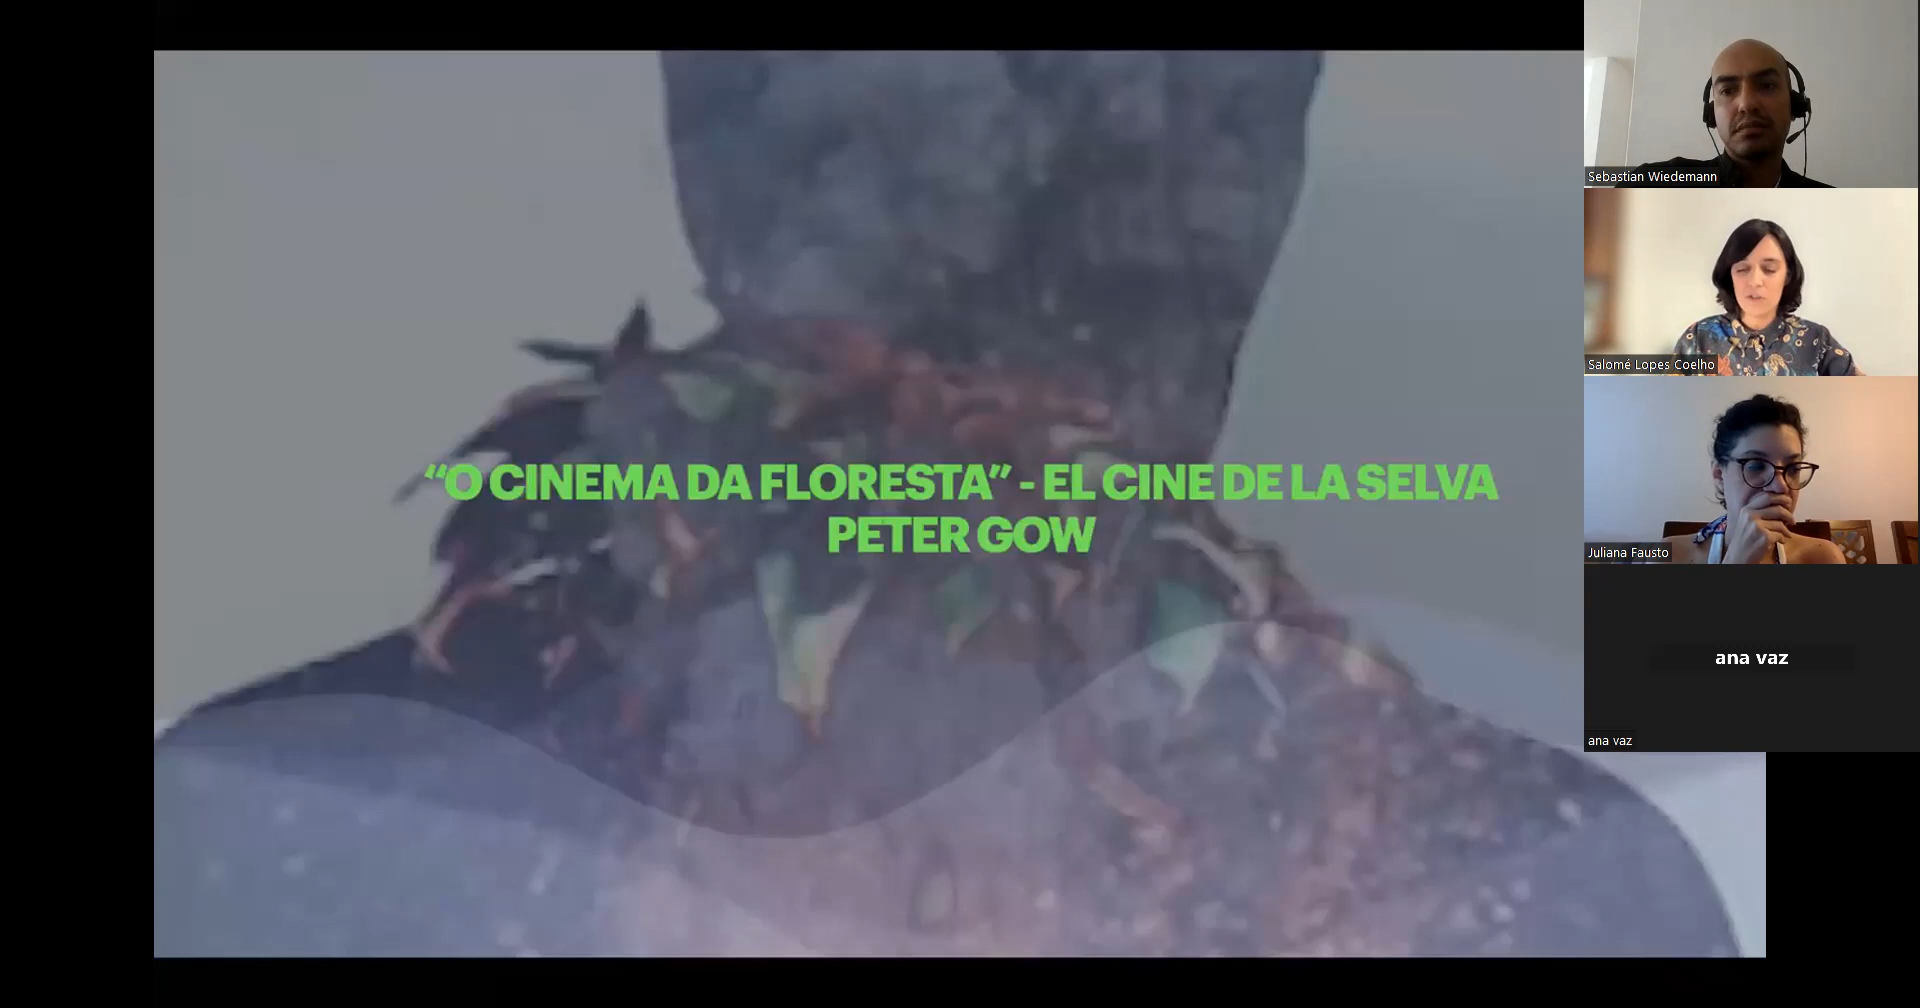 “O CINEMA DA FLORESTA” - EL CINE DE LA SELVA
PETER GOW
Sebastian Wiedemann
Salomé Lopes Coelho
Juliana Fausto
ana vaz
ana vaz